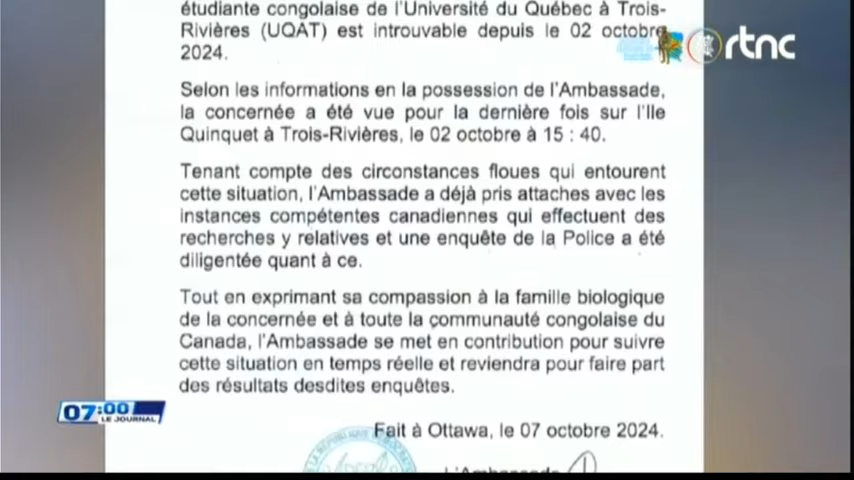 étudiante congolaise de l'Université du Québec à Trois-
Rivières (UQAT) est introuvable depuis le 02 octobre
2024.
rtnc
Selon les informations en la possession de l'Ambassade,
la concernée a été vue pour la dernière fois sur l'Ile
Quinquet à Trois-Rivières, le 02 octobre à 15 : 40.
Tenant compte des circonstances floues qui entourent
cette situation, l'Ambassade a déjà pris attaches avec les
instances compétentes canadiennes qui effectuent des
recherches y relatives et une enquête de la Police a été
diligentée quant à ce.
Tout en exprimant sa compassion à la famille biologique
de la concernée et à toute la communauté congolaise du
Canada, l'Ambassade se met en contribution pour suivre
cette situation en temps réelle et reviendra pour faire part
des résultats desdites enquêtes.
07:00
LE JOURNAL
Fait à Ottawa, le 07 octobre 2024.
L'Ambassade